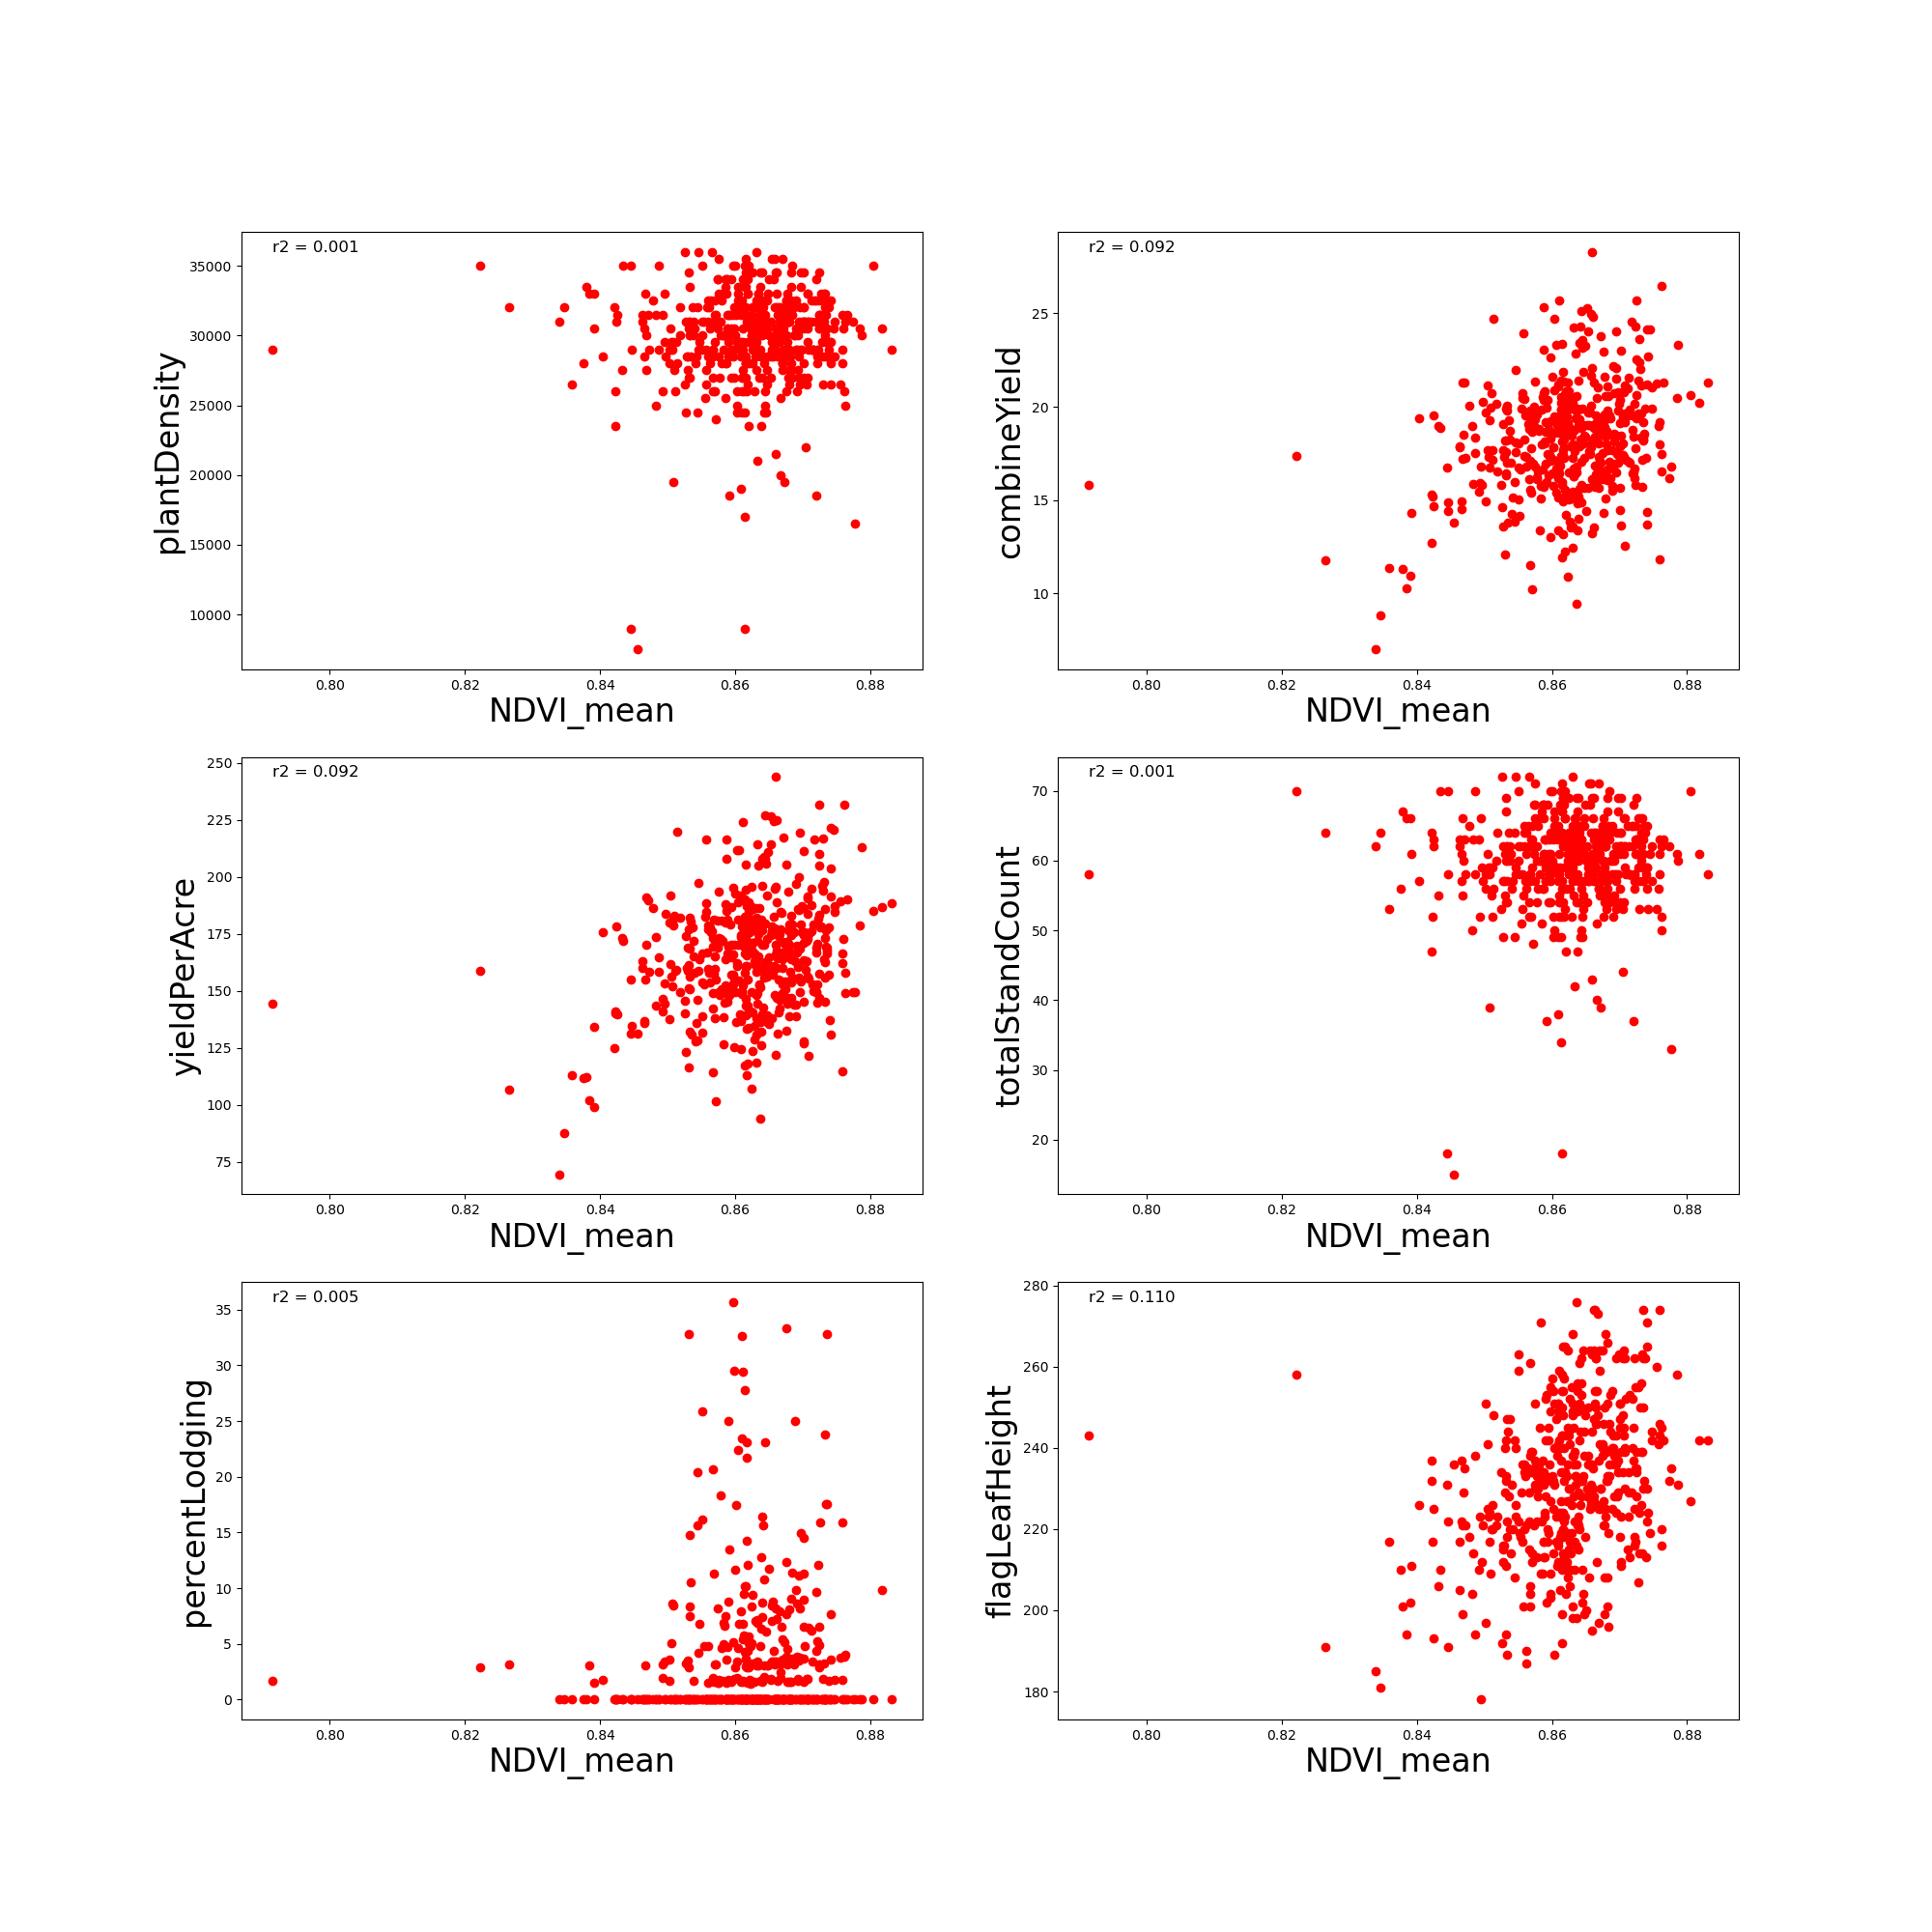 r2 = 0.001
35000
30000
25000
20000
15000
10000
plantDensity
0.80 0.82 0.84 0.86 0.88
NDVI_mean
r2 = 0.092
25
20
15
10
combineYield
0.80 0.82 0.84 0.86 0.88
NDVI_mean
r2 = 0.092
250
225
200
175
150
125
100
75
yieldPerAcre
0.80 0.82 0.84 0.86 0.88
NDVI_mean
r2 = 0.001
70
60
50
40
30
20
totalStandCount
0.80 0.82 0.84 0.86 0.88
NDVI_mean
r2 = 0.005
35
30
25
20
15
10
5
0
percentLodging
0.80 0.82 0.84 0.86 0.88
NDVI_mean
r2 = 0.110
280
260
240
220
200
180
flagLeafHeight
0.80 0.82 0.84 0.86 0.88
NDVI_mean